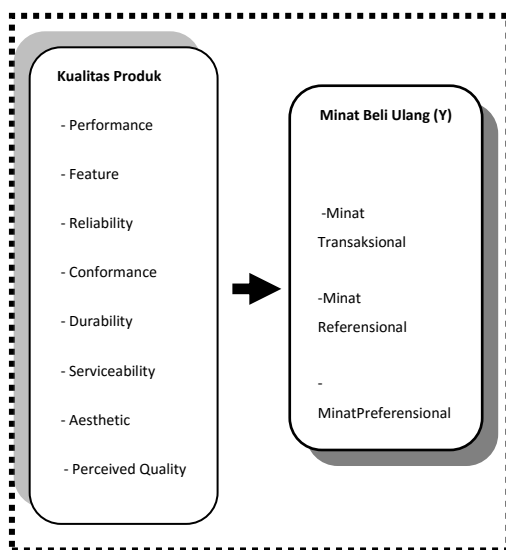 Kualitas Produk
- Performance
- Feature
- Reliability
- Conformance
- Durability
- Serviceability
- Aesthetic
- Perceived Quality
Minat Beli Ulang (Y)
-Minat
Transaksional
-Minat
Referensional
-
MinatPreferensional